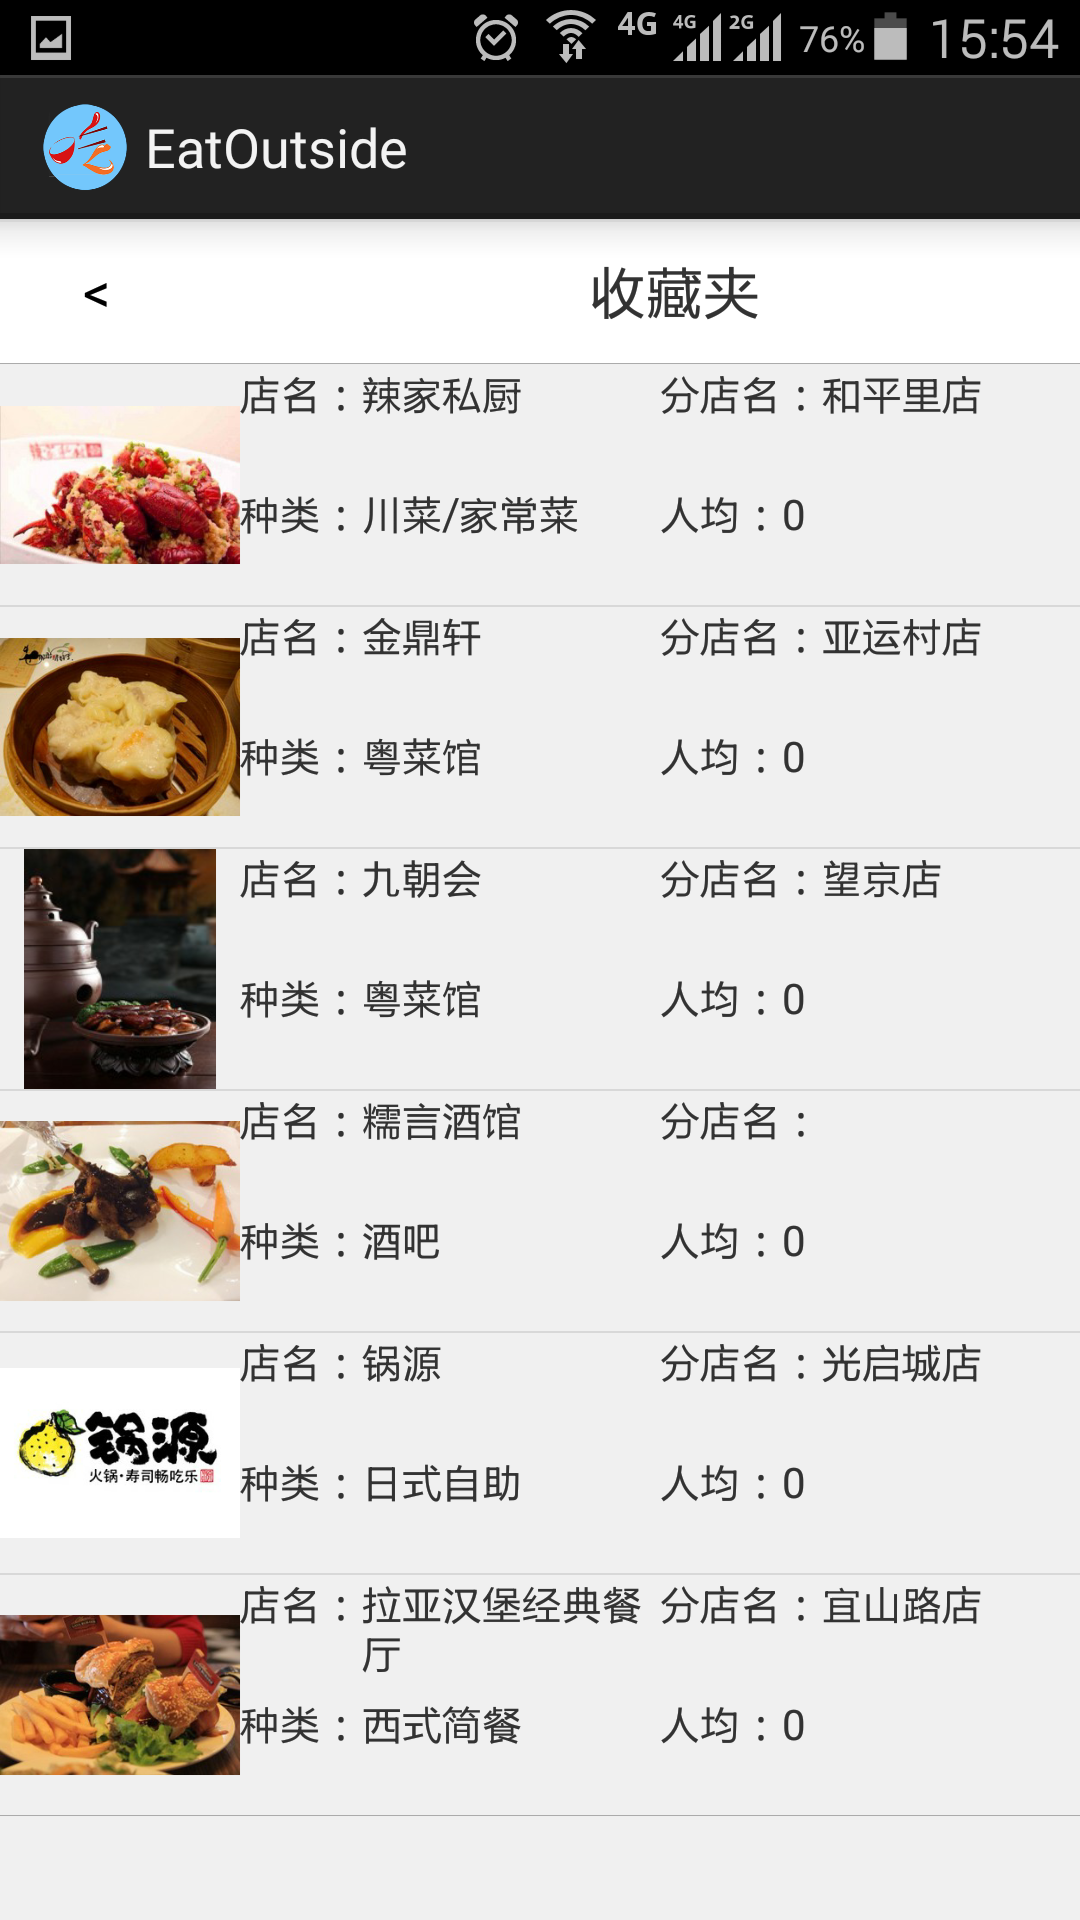 4G 4G 2G 76% 15:54
吃 EatOutside
< 收藏夹
店名：辣家私厨 分店名：和平里店
种类：川菜/家常菜 人均：0
店名：金鼎轩 分店名：亚运村店
种类：粤菜馆 人均：0
店名：九朝会 分店名：望京店
种类：粤菜馆 人均：0
店名：糯言酒馆 分店名：
种类：酒吧 人均：0
店名：锅源 分店名：光启城店
锅源
火锅·寿司畅吃乐
种类：日式自助 人均：0
店名：拉亚汉堡经典餐厅 分店名：宜山路店
种类：西式简餐 人均：0